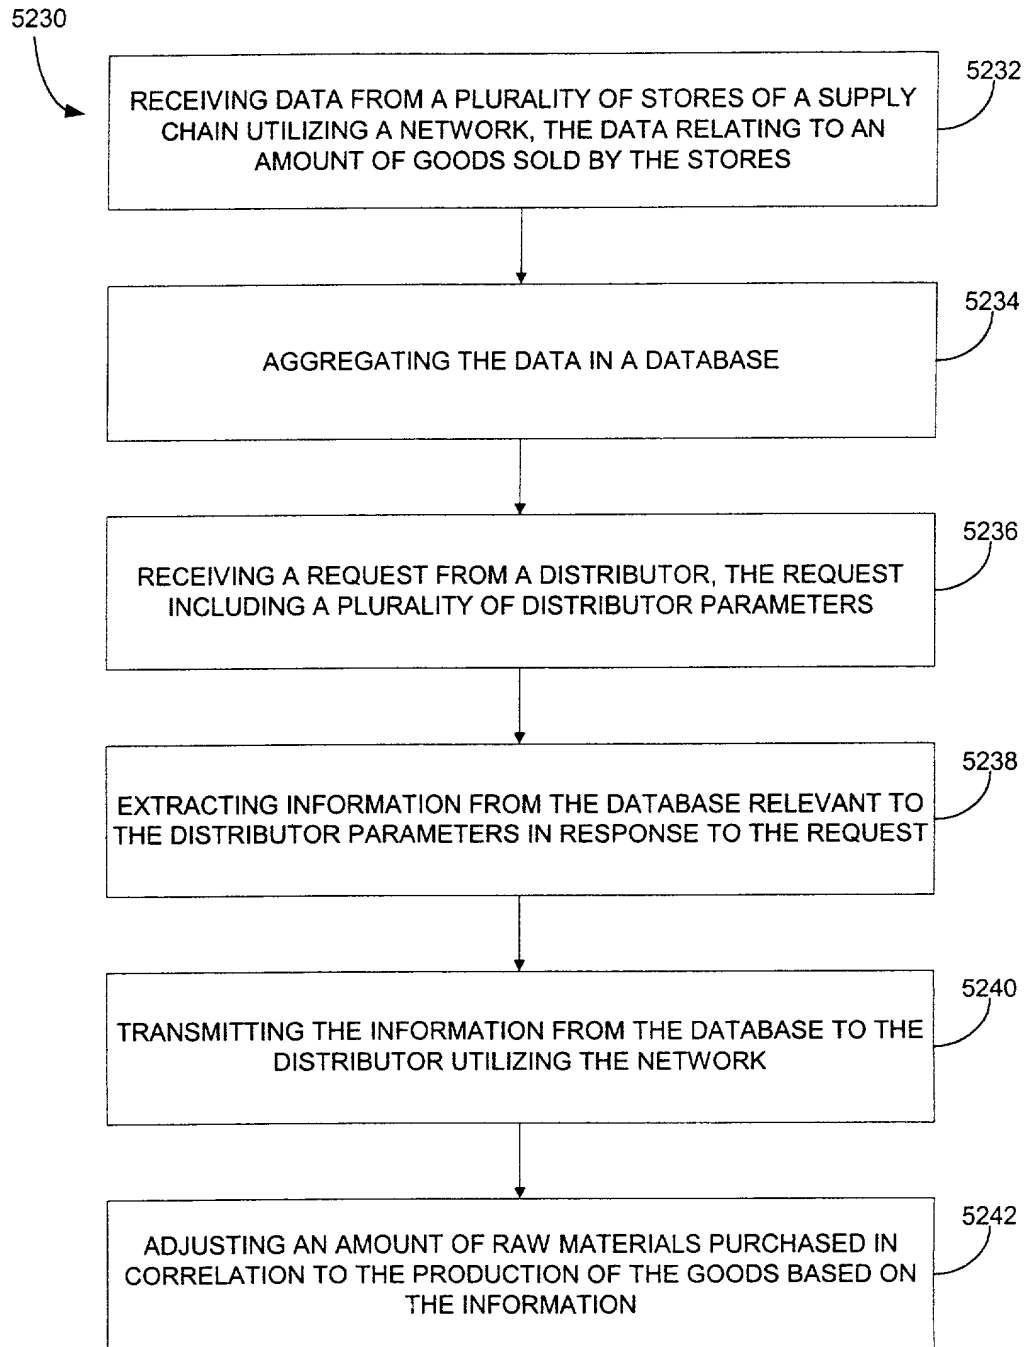 5230
5232
RECEIVING DATA FROM A PLURALITY OF STORES OF A SUPPLY
CHAIN UTILIZING A NETWORK, THE DATA RELATING TO AN
AMOUNT OF GOODS SOLD BY THE STORES
5234
AGGREGATING THE DATA IN A DATABASE
5236
RECEIVING A REQUEST FROM A DISTRIBUTOR, THE REQUEST
INCLUDING A PLURALITY OF DISTRIBUTOR PARAMETERS
5238
EXTRACTING INFORMATION FROM THE DATABASE RELEVANT TO
THE DISTRIBUTOR PARAMETERS IN RESPONSE TO THE REQUEST
5240
TRANSMITTING THE INFORMATION FROM THE DATABASE TO THE
DISTRIBUTOR UTILIZING THE NETWORK
5242
ADJUSTING AN AMOUNT OF RAW MATERIALS PURCHASED IN
CORRELATION TO THE PRODUCTION OF THE GOODS BASED ON
THE INFORMATION